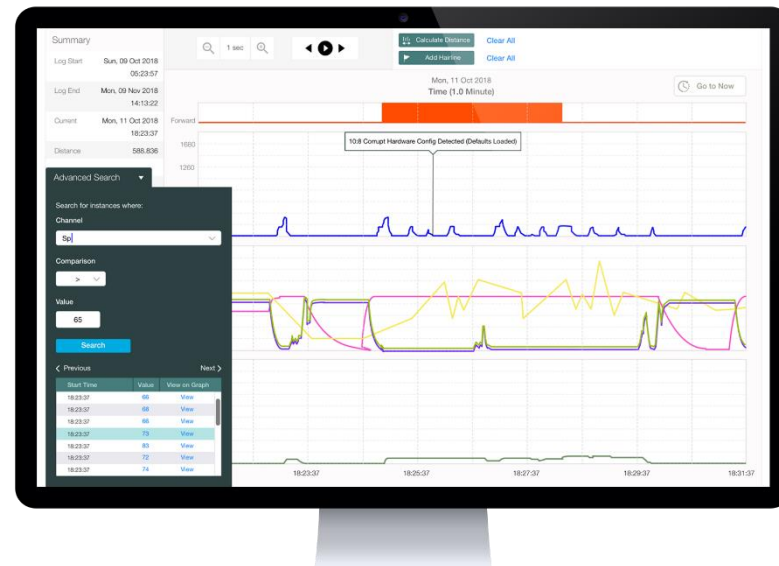 Summary
Log Start Sun, 09 Oct 2018
05:23:57
Log End Mon, 09 Nov 2018
14:13:22
Current Mon, 11 Oct 2018
18:23:37
Distance 588.836
1 sec
Calculate Distance Clear All
Add Hairline Clear All
Mon, 11 Oct 2018
Time (1.0 Minute)
Go to Now
Forward
1680
1260
10:8 Corrupt Hardware Config Detected (Defaults Loaded)
Advanced Search
Search for instances where:
Channel
Sp
Comparison
>
Value
65
Search
Previous Next
Start Time Value View on Graph
18:23:37 66 View
18:23:37 68 View
18:23:37 66 View
18:23:37 73 View
18:23:37 83 View
18:23:37 72 View
18:23:37 74 View
18:23:37 18:25:37 18:27:37 18:29:37 18:31:37